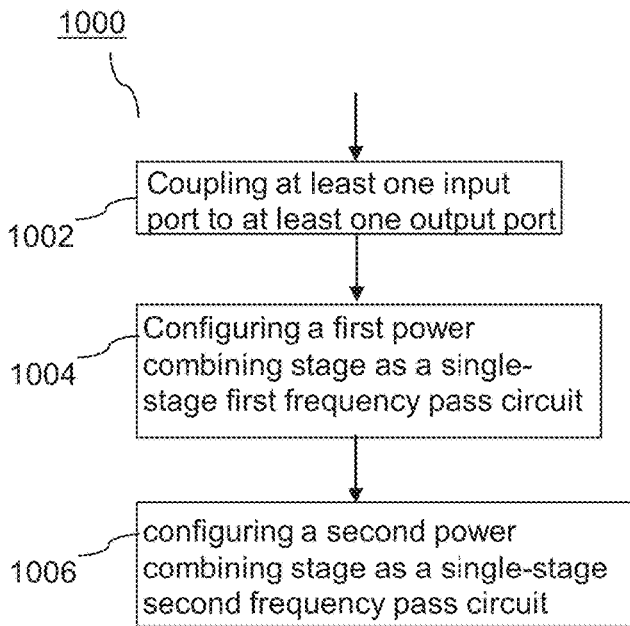 1000
Coupling at least one input
port to at least one output port
1002
Configuring a first power
combining stage as a single-
stage first frequency pass circuit
1004
configuring a second power
combining stage as a single-stage
second frequency pass circuit
1006